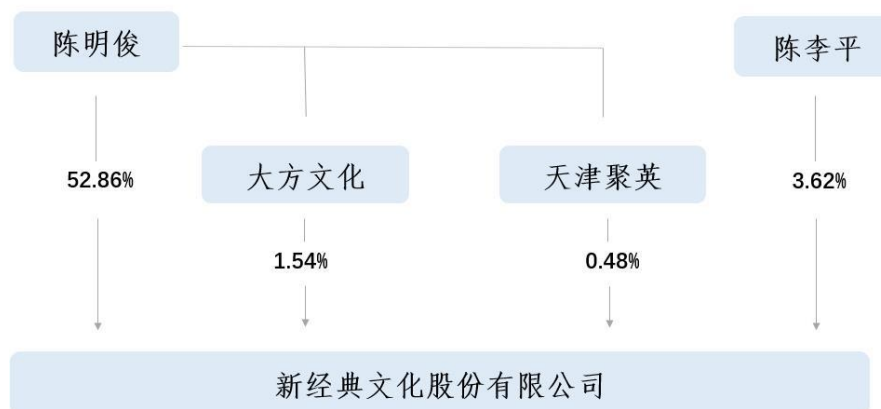 陈明俊
陈李平
52.86%
大方文化
天津聚英
3.62%
1.54%
0.48%
新经典文化股份有限公司